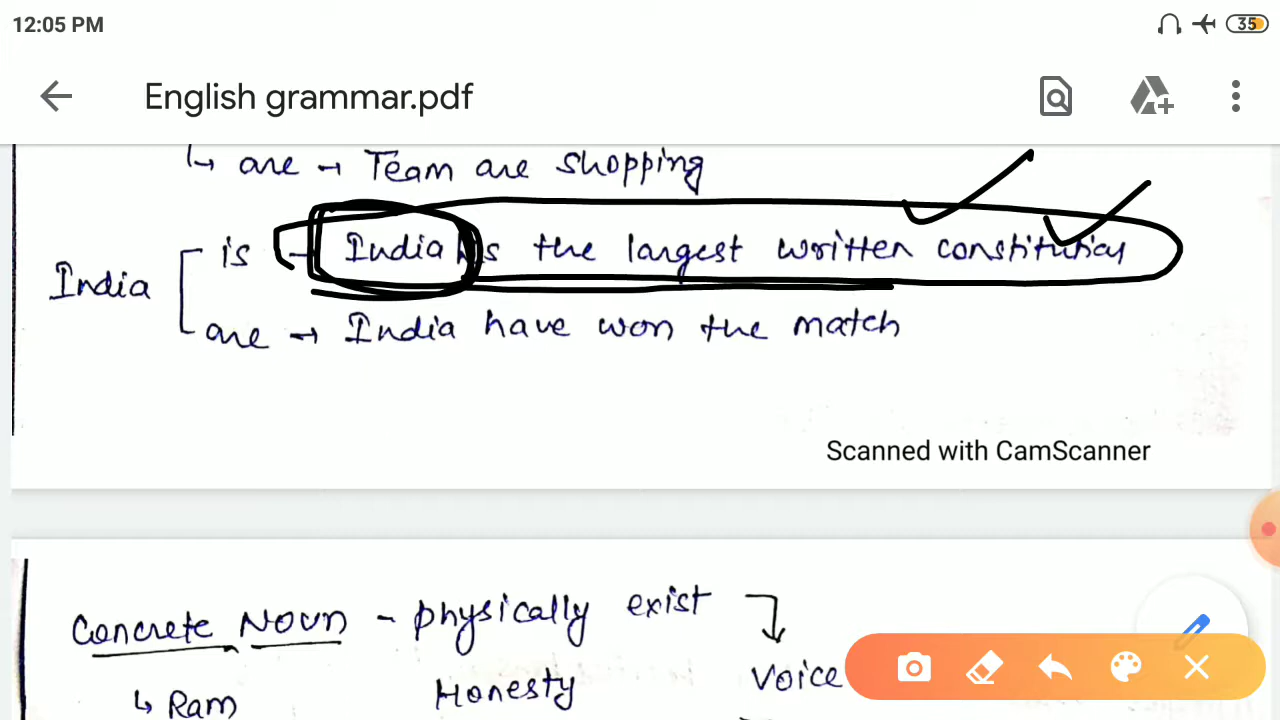 12:05 PM
35
English grammar.pdf
↳ are → Team are shopping
is → India is the largest written constitution
India
are → India have won the match
Scanned with CamScanner
Concrete Noun - physically exist
↳ Ram Honesty Voice